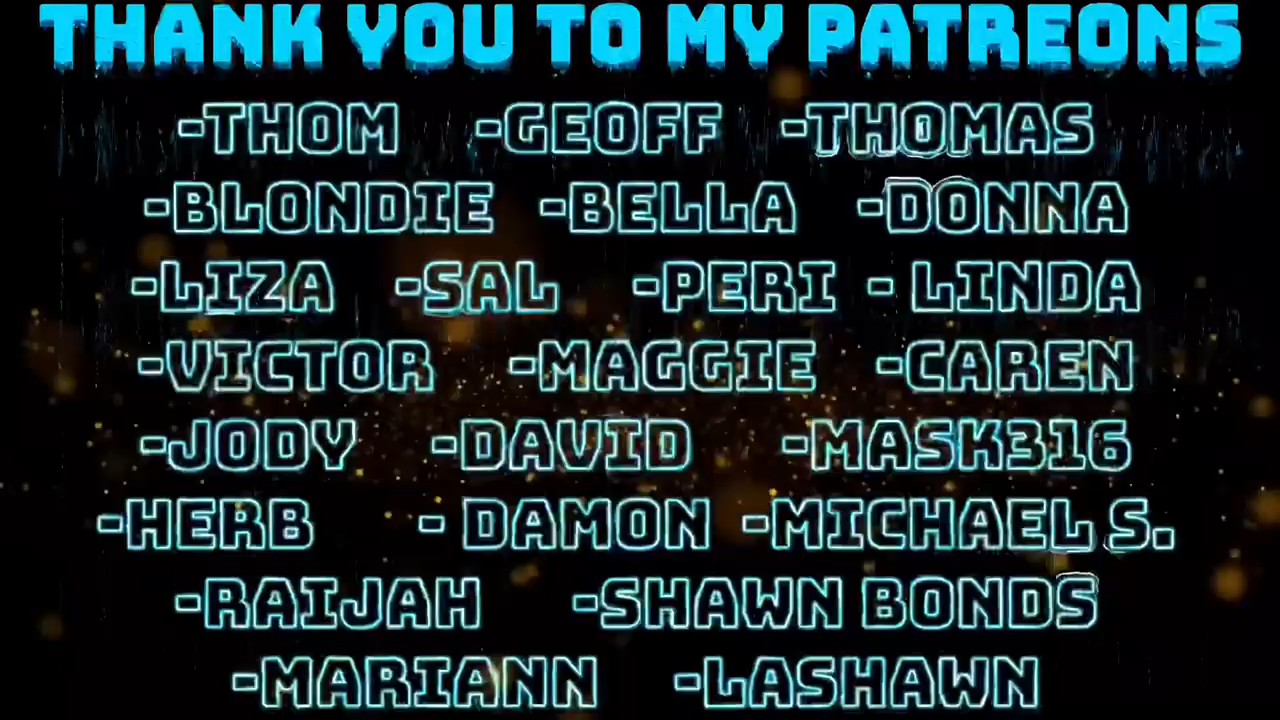 THANK YOU TO MY PATREONS
-THOM -GEOFF -THOMAS
-BLONDIE -BELLA -DONNA
-LIZA -SAL -PERI - LINDA
-VICTOR -MAGGIE -CAREN
-JODY -DAVID -MASK316
-HERB - DAMON -MICHAEL S.
-RAIJAH -SHAWN BONDS
-MARIANN -LASHAWN